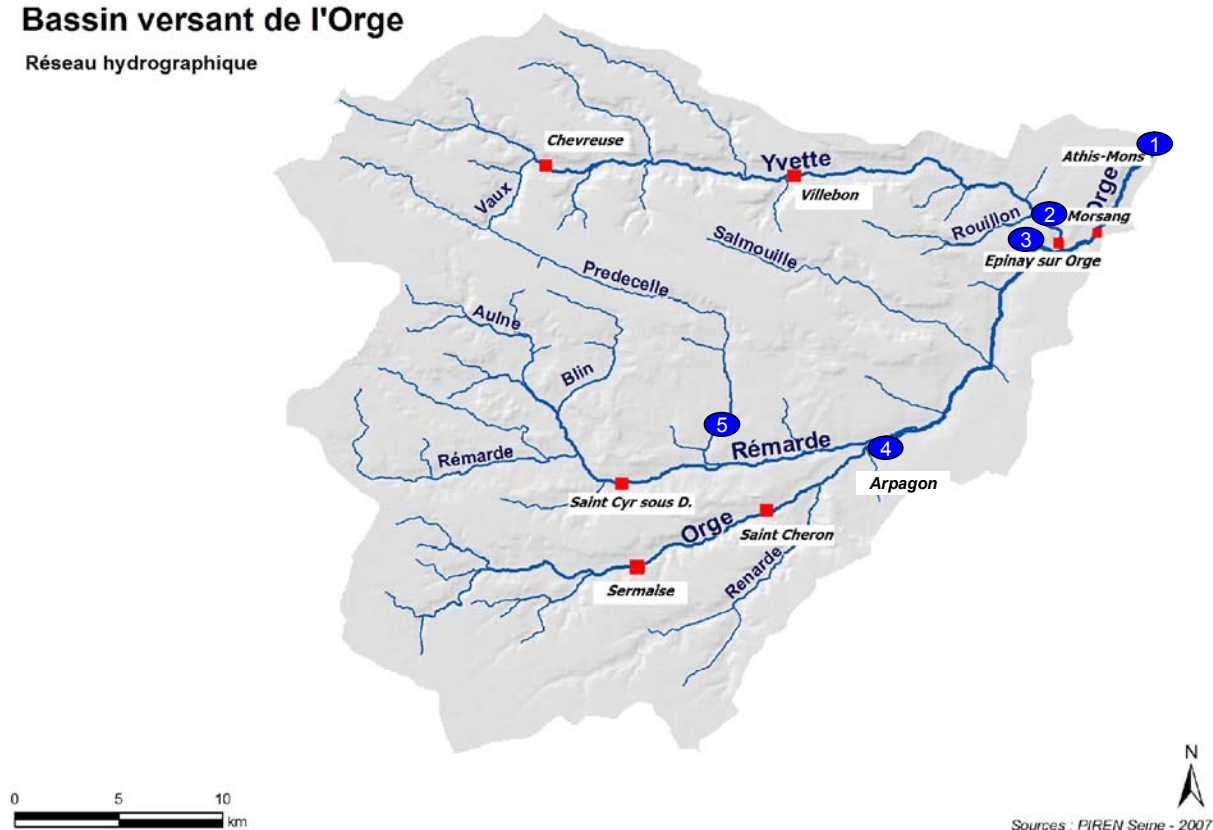 Bassin versant de l'Orge
Réseau hydrographique
Chevreuse
Yvette
Villebon
Vaux
Athis-Mons
1
Orge
2
Morsang
Rouillon
3
Epinay sur Orge
Salmouille
Predecelle
Aulne
Blin
5
Rémarde
Rémarde
4
Arpagon
Saint Cyr sous D.
Orge
Saint Cheron
Renarde
Sermaise
0 5 10
km
N
Sources : PIREN Seine - 2007